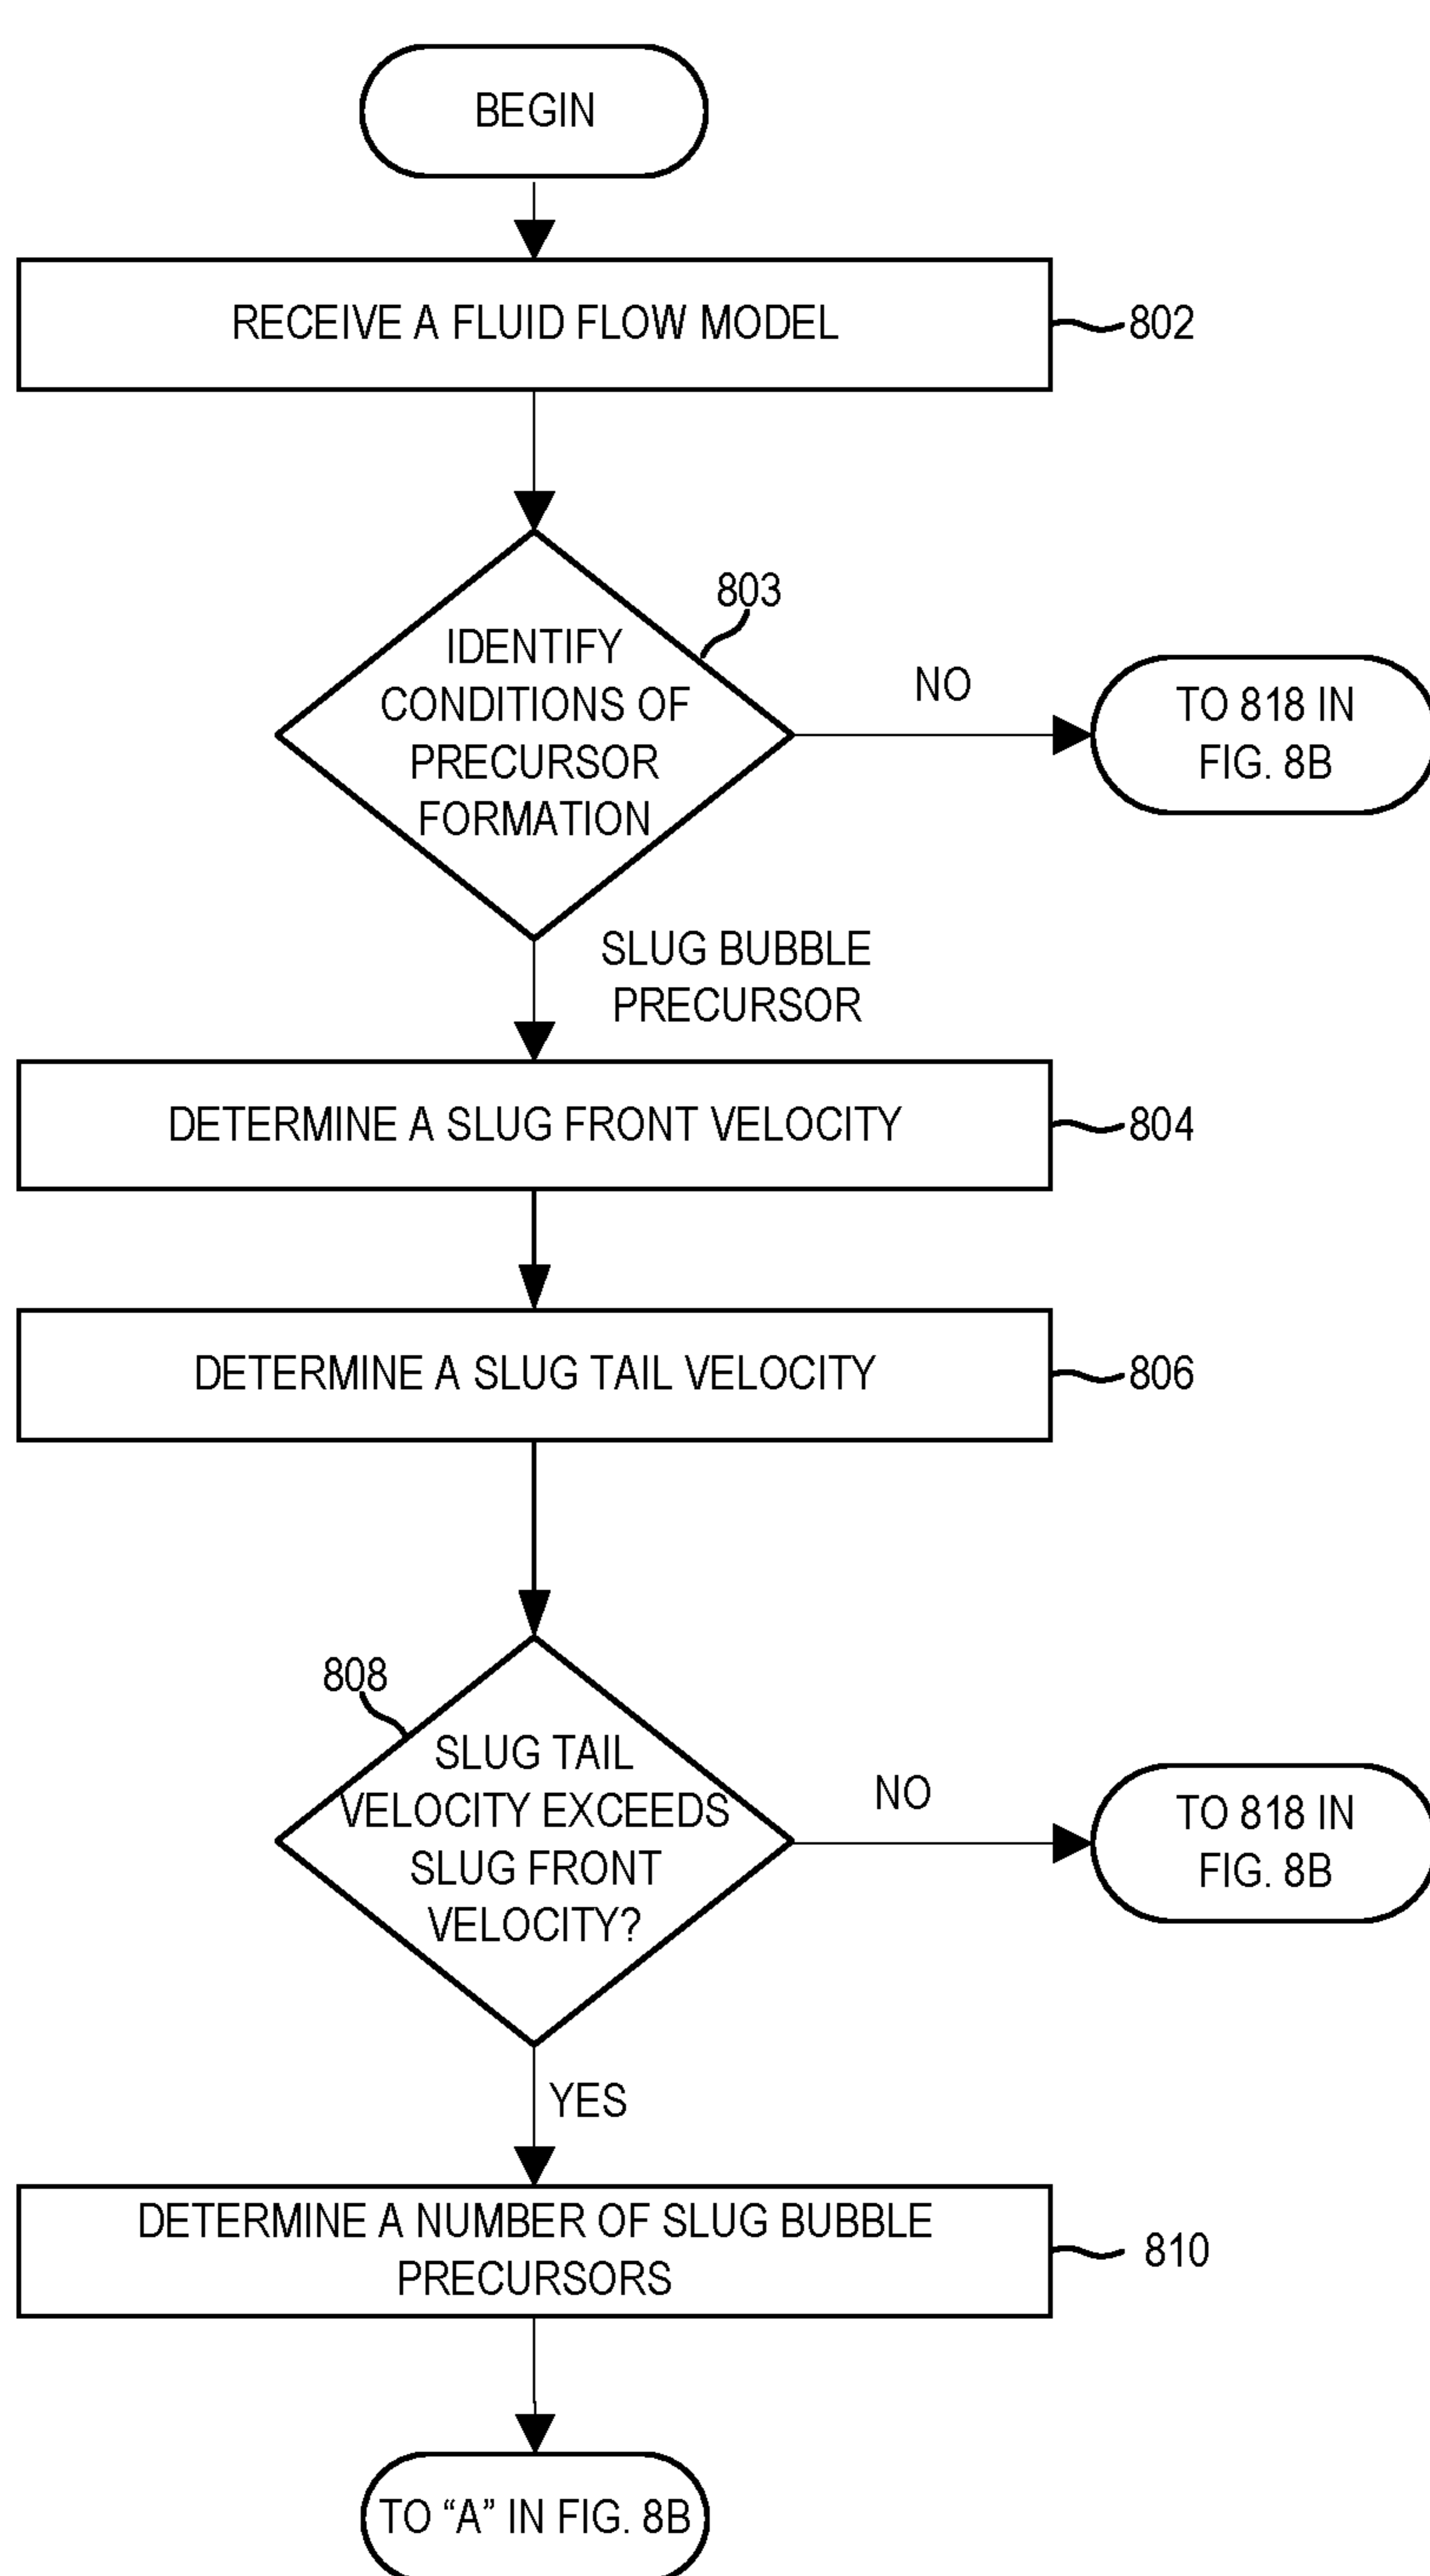 BEGIN
RECEIVE A FLUID FLOW MODEL
802
803
IDENTIFY
CONDITIONS OF
PRECURSOR
FORMATION
NO
TO 818 IN
FIG. 8B
SLUG BUBBLE
PRECURSOR
DETERMINE A SLUG FRONT VELOCITY
804
DETERMINE A SLUG TAIL VELOCITY
806
808
SLUG TAIL
VELOCITY EXCEEDS
SLUG FRONT
VELOCITY?
NO
TO 818 IN
FIG. 8B
YES
DETERMINE A NUMBER OF SLUG BUBBLE
PRECURSORS
810
TO “A” IN FIG. 8B